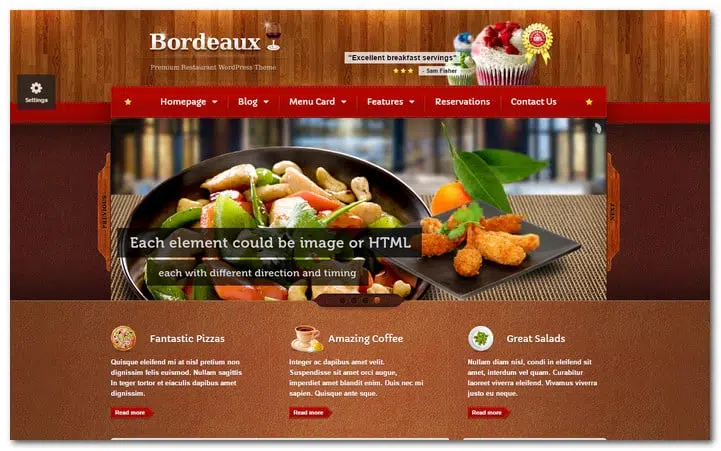 Bordeaux
Premium Restaurant WordPress Theme
"Excellent breakfast servings"
- Sam Fisher
Settings
Homepage Blog Menu Card Features Reservations Contact Us
PREVIOUS
NEXT
Each element could be image or HTML
each with different direction and timing
Fantastic Pizzas
Quisque eleifend mi at nisl pretium non
dignissim felis euismod. Nullam sagittis
In teger tortor et eiaculis dapibus amet
dignissim.
Read more
Amazing Coffee
Integer ac dapibus amet velit.
Suspendisse sit amet orci augue,
imperdiet amet blandit enim. Duis nec mi
sapien. Quisque ante sque.
Read more
Great Salads
Nullam diam nisl, condi in eleifend sit
amet, interdum vel quam. Curabitur
laoreet viverra eleifend. Vivamus viverra
justo eu neque.
Read more